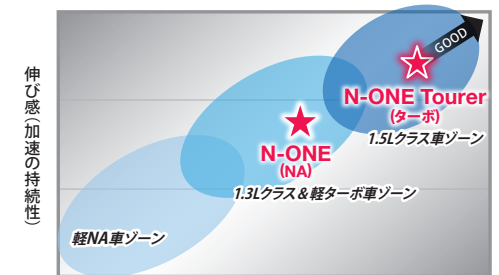 GOOD
N-ONE Tourer
(ターボ)
1.5Lクラス車ゾーン
N-ONE
(NA)
1.3Lクラス＆軽ターボ車ゾーン
軽NA車ゾーン
伸び感(加速の持続性)